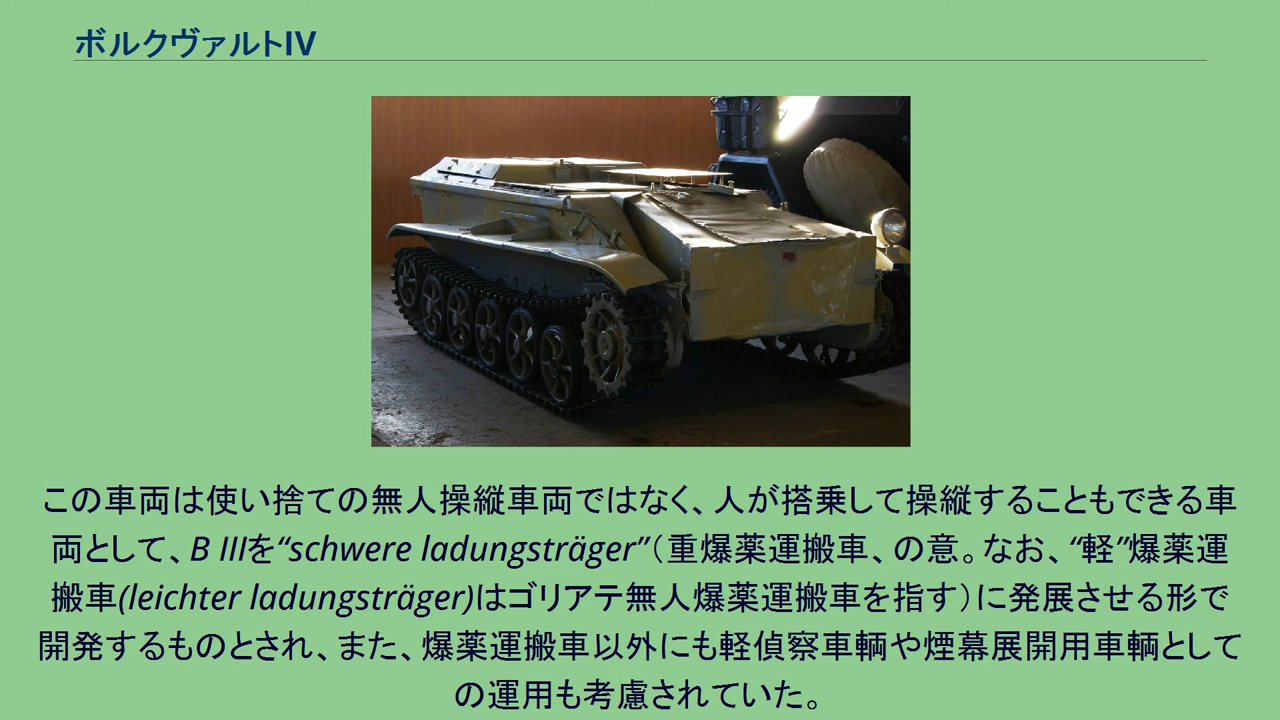 ボルクヴァルトIV
この車両は使い捨ての無人操縦車両ではなく、人が搭乗して操縦することもできる車
両として、B IIIを“schwere ladungsträger”（重爆薬運搬車、の意。なお、“軽”爆薬運
搬車(leichter ladungsträger)はゴリアテ無人爆薬運搬車を指す）に発展させる形で
開発するものとされ、また、爆薬運搬車以外にも軽偵察車輌や煙幕展開用車輌として
の運用も考慮されていた。